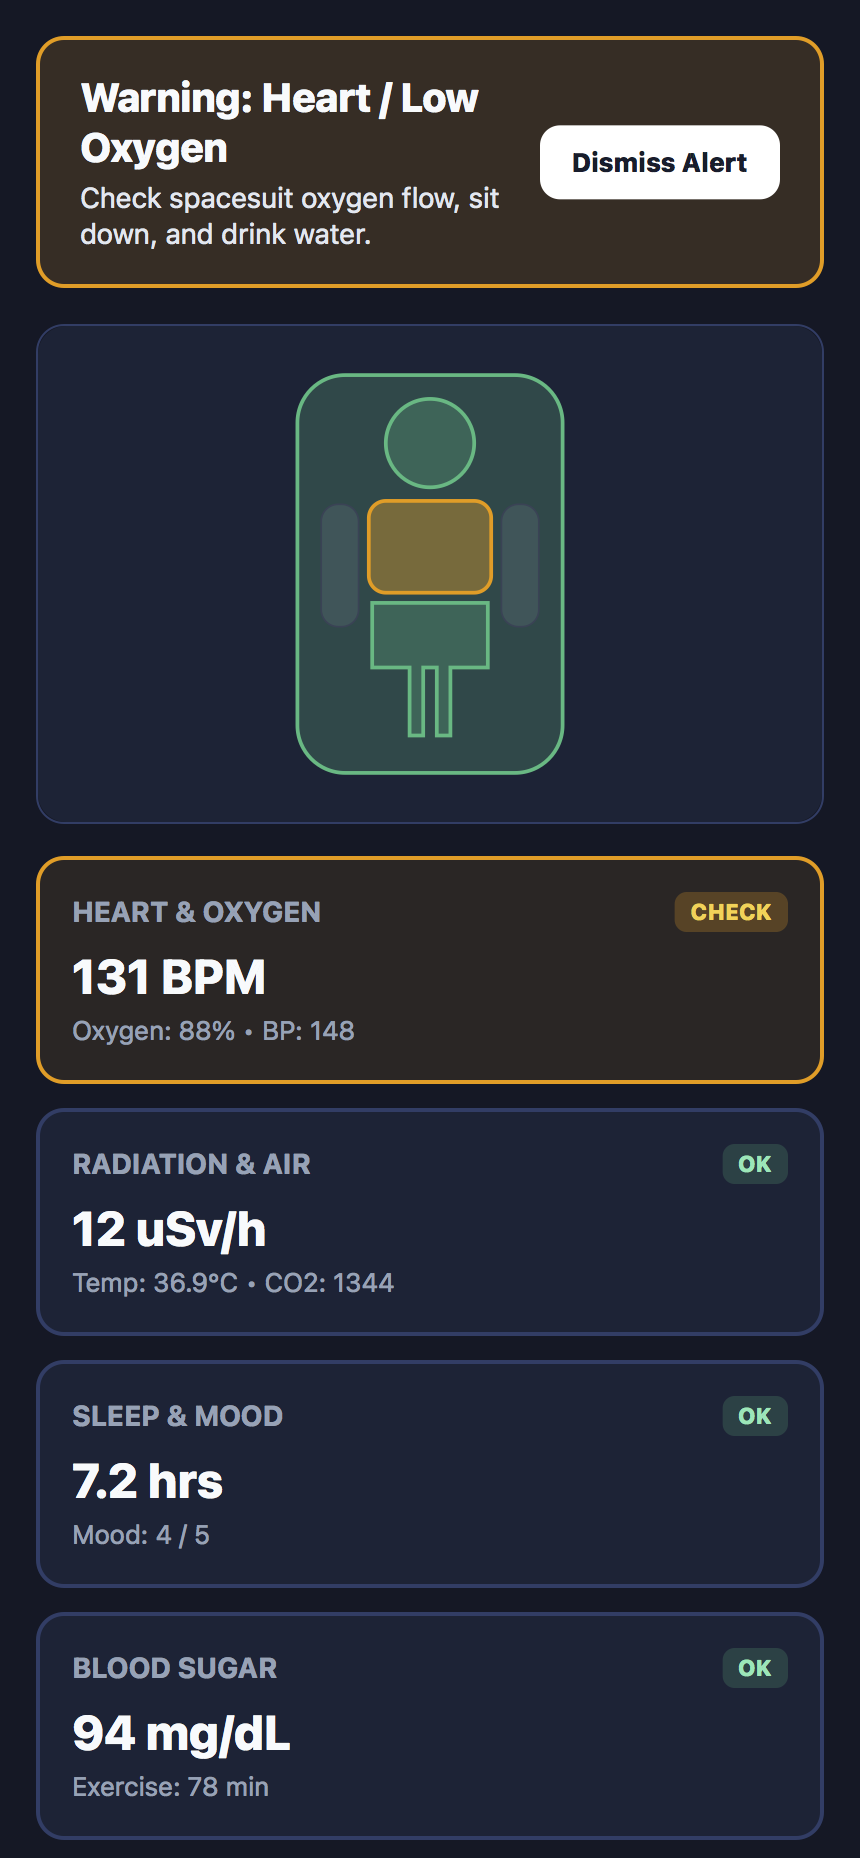 Warning: Heart / Low
Oxygen
Check spacesuit oxygen flow, sit
down, and drink water.
Dismiss Alert
HEART & OXYGEN
CHECK
131 BPM
Oxygen: 88% • BP: 148
RADIATION & AIR
OK
12 uSv/h
Temp: 36.9°C • CO2: 1344
SLEEP & MOOD
OK
7.2 hrs
Mood: 4 / 5
BLOOD SUGAR
OK
94 mg/dL
Exercise: 78 min